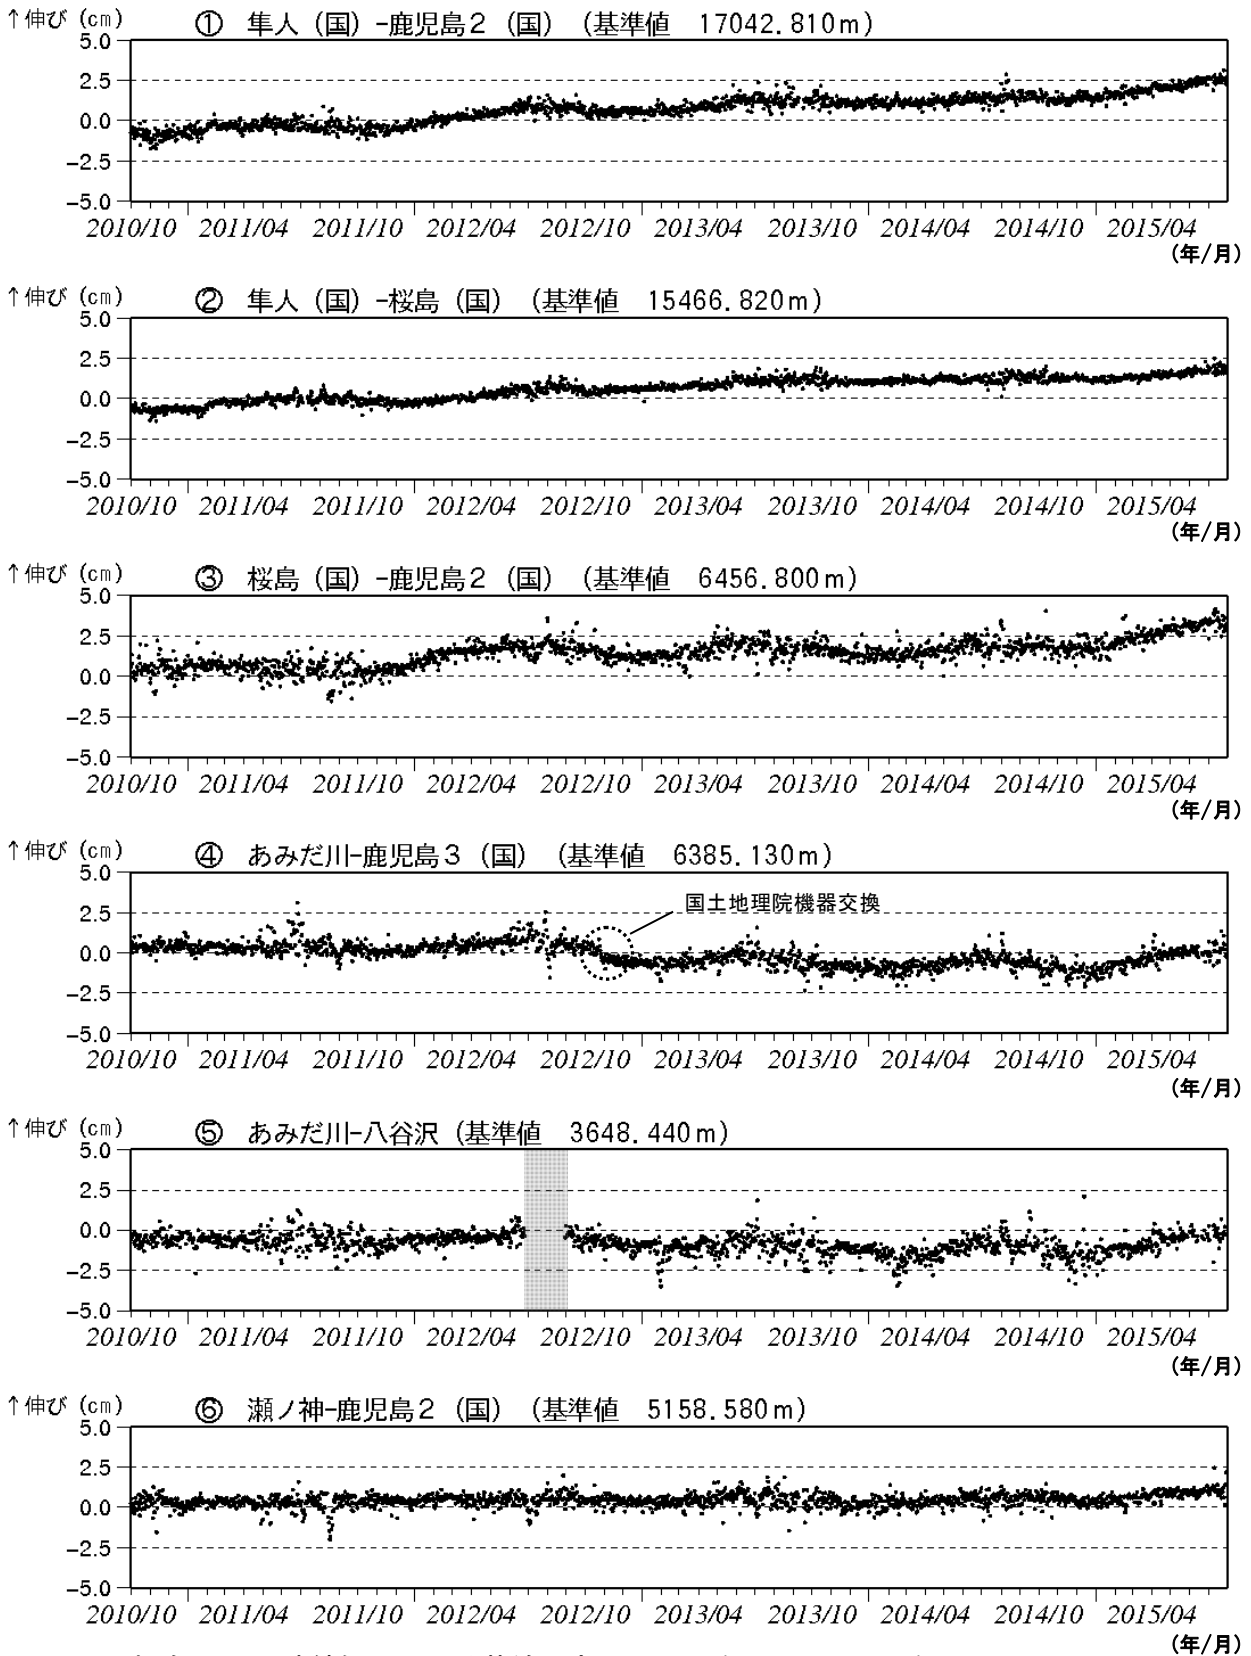 ↑伸び (cm) ① 隼人（国）-鹿児島２（国）（基準値 17042.810m）
5.0
2.5
0.0
-2.5
-5.0
2010/10 2011/04 2011/10 2012/04 2012/10 2013/04 2013/10 2014/04 2014/10 2015/04
(年/月)
↑伸び (cm) ② 隼人（国）-桜島（国）（基準値 15466.820m）
5.0
2.5
0.0
-2.5
-5.0
2010/10 2011/04 2011/10 2012/04 2012/10 2013/04 2013/10 2014/04 2014/10 2015/04
(年/月)
↑伸び (cm) ③ 桜島（国）-鹿児島２（国）（基準値 6456.800m）
5.0
2.5
0.0
-2.5
-5.0
2010/10 2011/04 2011/10 2012/04 2012/10 2013/04 2013/10 2014/04 2014/10 2015/04
(年/月)
↑伸び (cm) ④ あみだ川-鹿児島３（国）（基準値 6385.130m）
5.0
国土地理院機器交換
2.5
0.0
-2.5
-5.0
2010/10 2011/04 2011/10 2012/04 2012/10 2013/04 2013/10 2014/04 2014/10 2015/04
(年/月)
↑伸び (cm) ⑤ あみだ川-八谷沢（基準値 3648.440m）
5.0
2.5
0.0
-2.5
-5.0
2010/10 2011/04 2011/10 2012/04 2012/10 2013/04 2013/10 2014/04 2014/10 2015/04
(年/月)
↑伸び (cm) ⑥ 瀬ノ神-鹿児島２（国）（基準値 5158.580m）
5.0
2.5
0.0
-2.5
-5.0
2010/10 2011/04 2011/10 2012/04 2012/10 2013/04 2013/10 2014/04 2014/10 2015/04
(年/月)